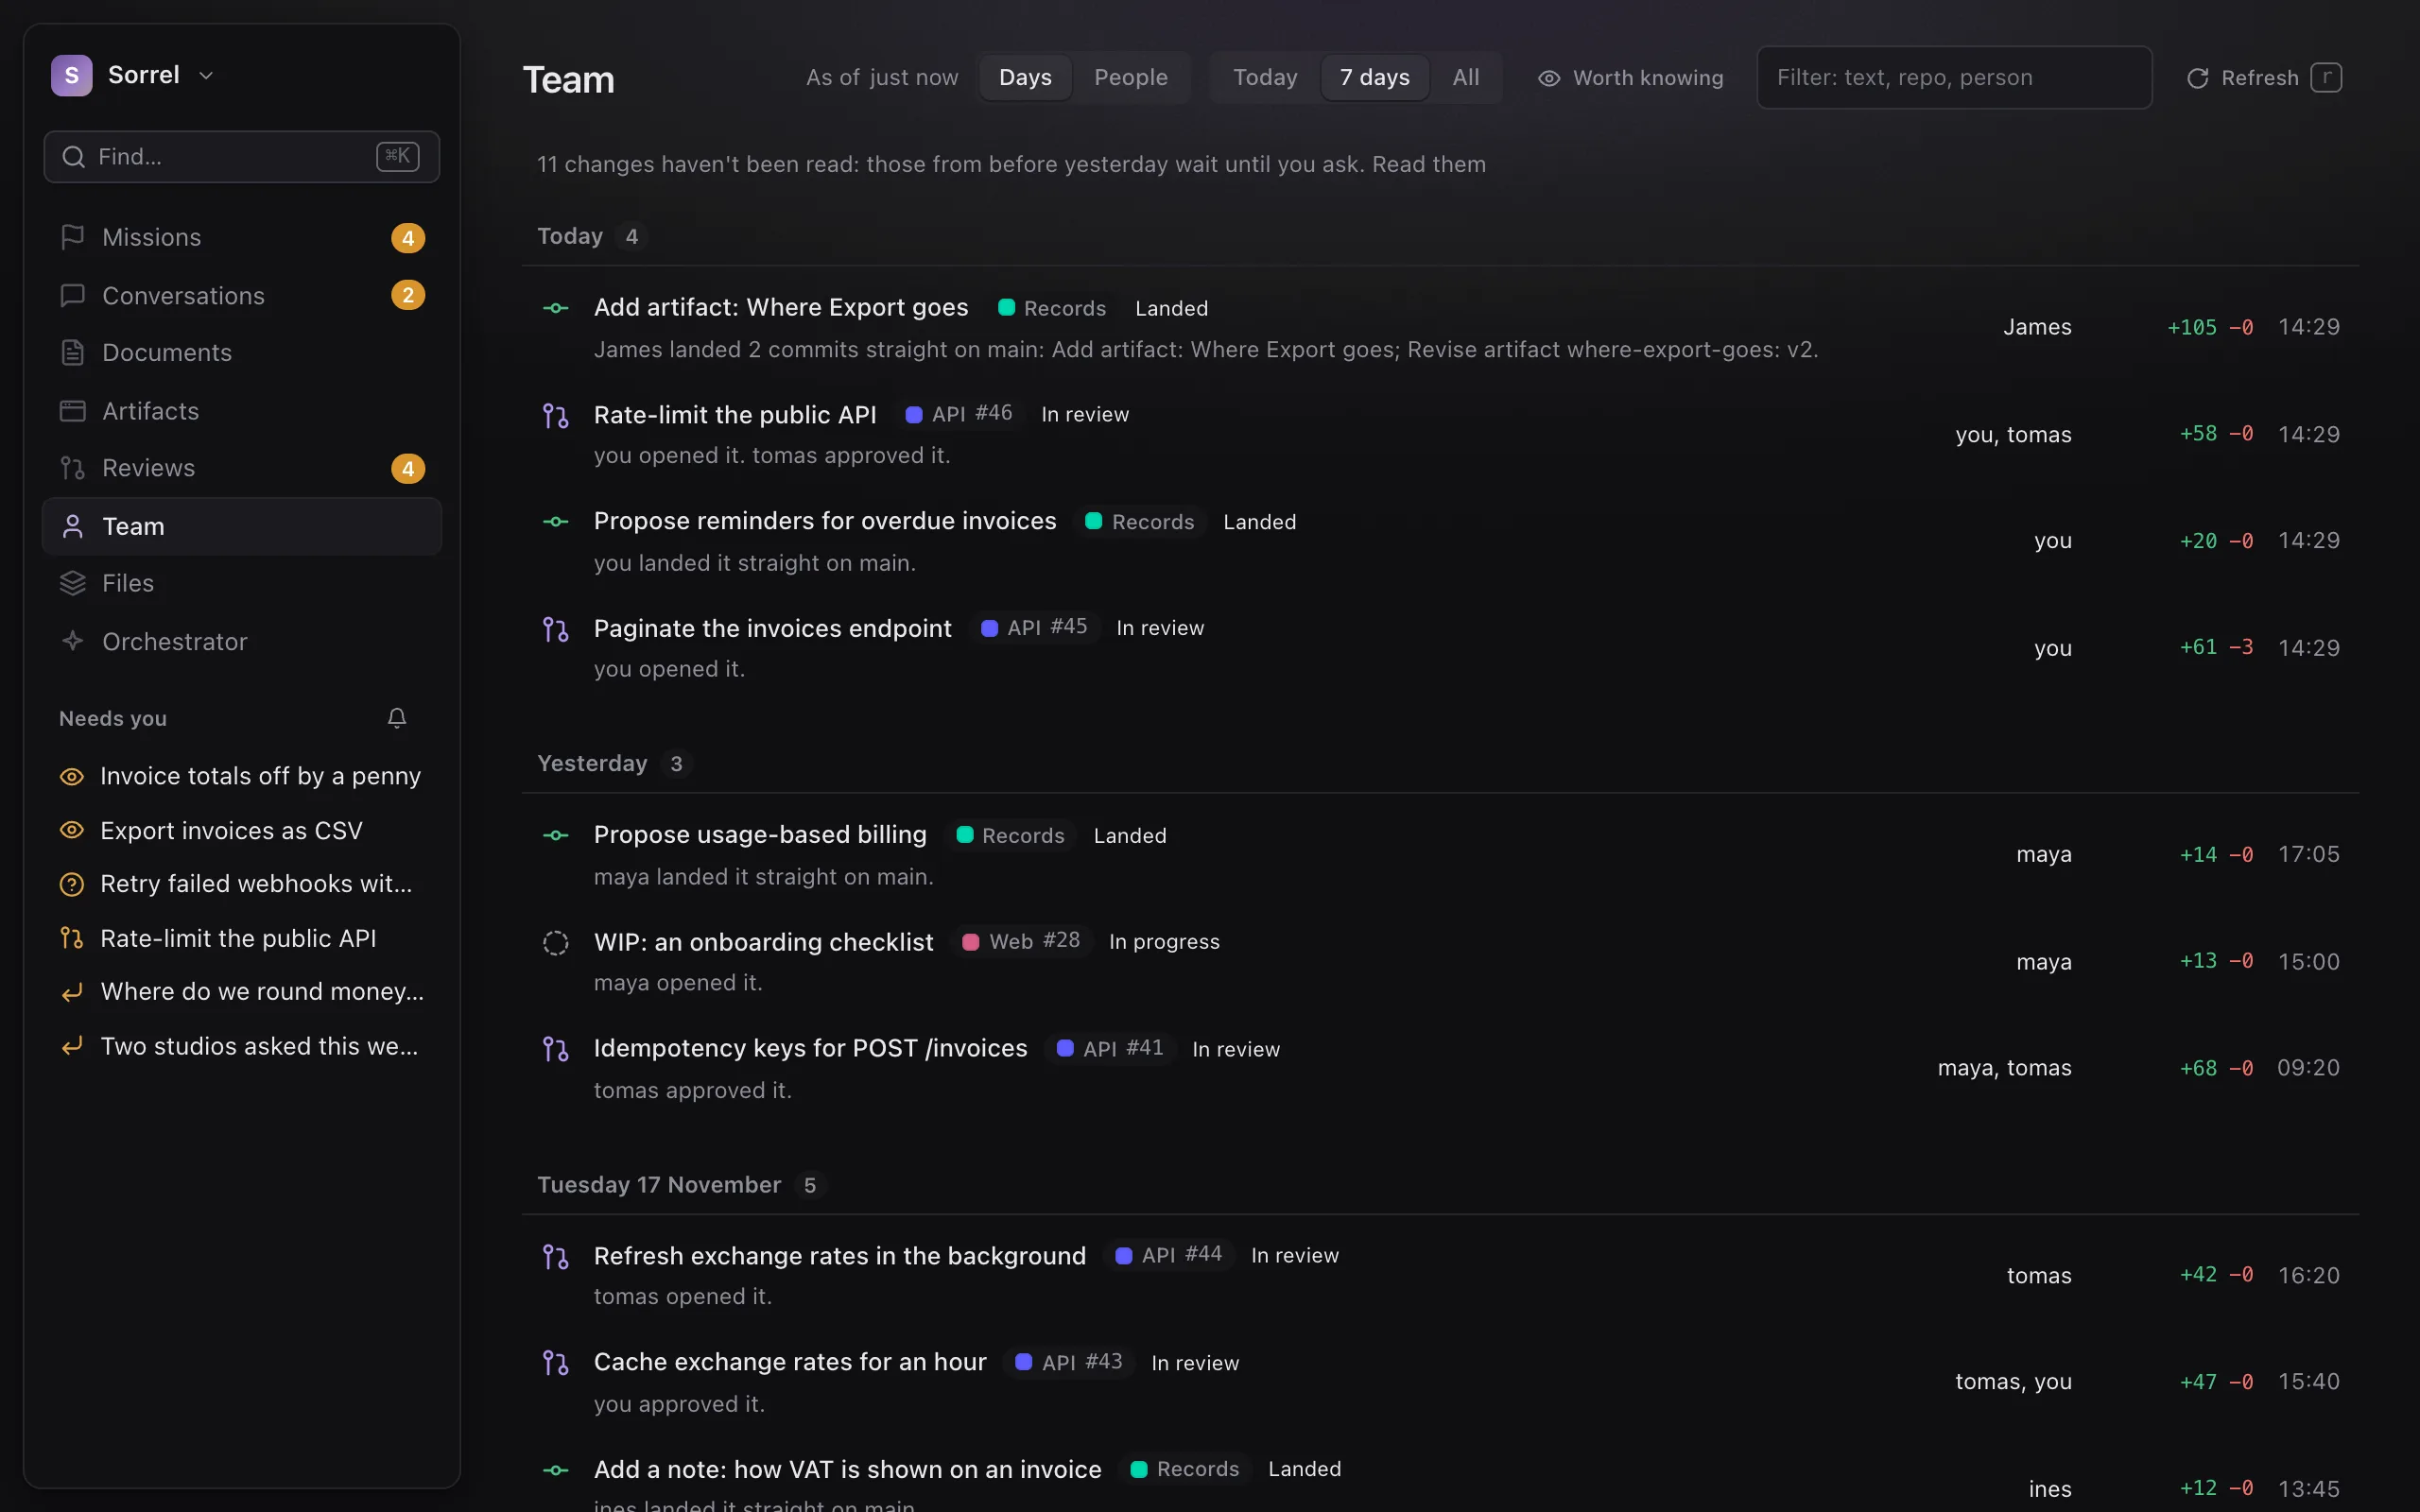 S Sorrel
Find... ⌘K
Missions 4
Conversations 2
Documents
Artifacts
Reviews 4
Team
Files
Orchestrator
Needs you
Invoice totals off by a penny
Export invoices as CSV
Retry failed webhooks wit...
Rate-limit the public API
Where do we round money...
Two studios asked this we...
Team As of just now Days People Today 7 days All Worth knowing Filter: text, repo, person Refresh r
11 changes haven't been read: those from before yesterday wait until you ask. Read them
Today 4
Add artifact: Where Export goes Records Landed
James landed 2 commits straight on main: Add artifact: Where Export goes; Revise artifact where-export-goes: v2.
James +105 −0 14:29
Rate-limit the public API API #46 In review
you opened it. tomas approved it.
you, tomas +58 −0 14:29
Propose reminders for overdue invoices Records Landed
you landed it straight on main.
you +20 −0 14:29
Paginate the invoices endpoint API #45 In review
you opened it.
you +61 −3 14:29
Yesterday 3
Propose usage-based billing Records Landed
maya landed it straight on main.
maya +14 −0 17:05
WIP: an onboarding checklist Web #28 In progress
maya opened it.
maya +13 −0 15:00
Idempotency keys for POST /invoices API #41 In review
tomas approved it.
maya, tomas +68 −0 09:20
Tuesday 17 November 5
Refresh exchange rates in the background API #44 In review
tomas opened it.
tomas +42 −0 16:20
Cache exchange rates for an hour API #43 In review
you approved it.
tomas, you +47 −0 15:40
Add a note: how VAT is shown on an invoice Records Landed
ines landed it straight on main.
ines +12 −0 13:45